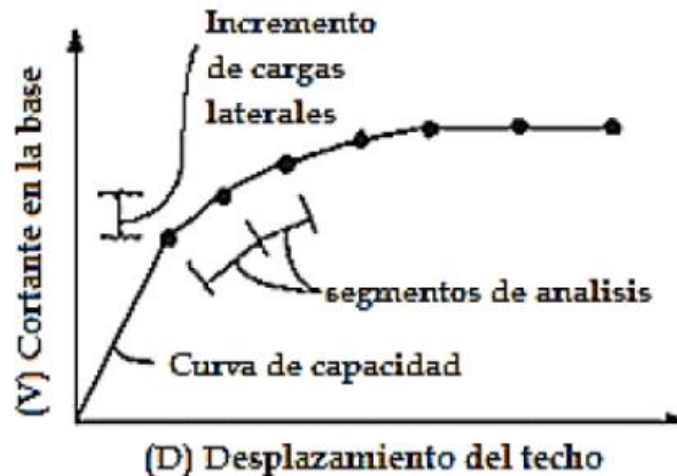 Incremento
de cargas
laterales
(V) Cortante en la base
segmentos de analisis
Curva de capacidad
(D) Desplazamiento del techo